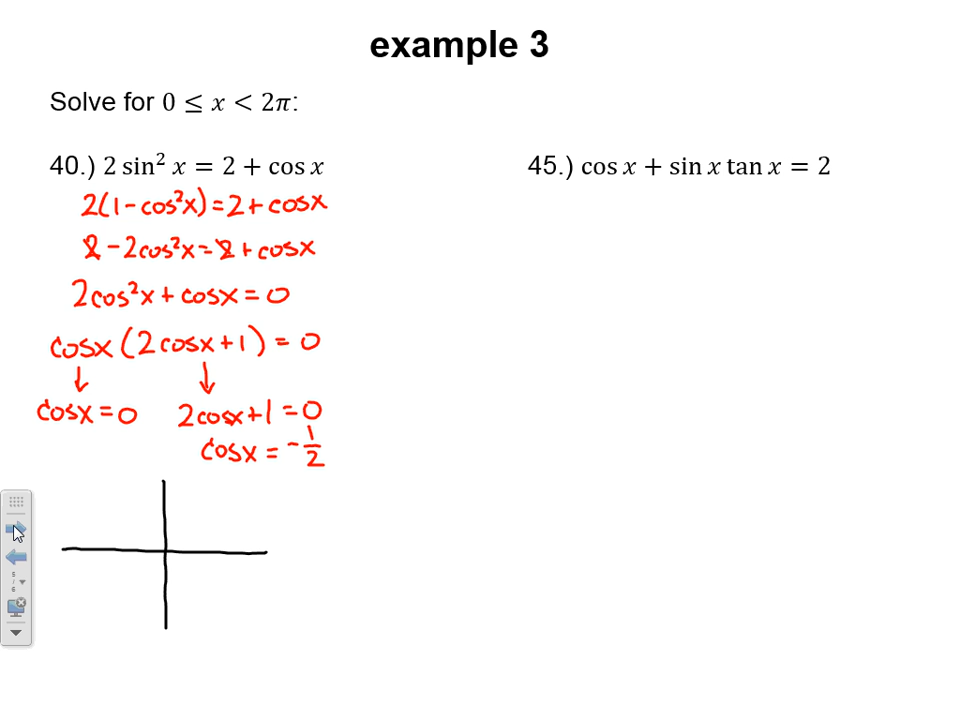 example 3
Solve for 0 ≤ x < 2π:
40.) 2 sin² x = 2 + cos x
2(1 - cos²x) = 2 + cosx
2 - 2cos²x = 2 + cosx
2cos²x + cosx = 0
cosx (2cosx + 1) = 0
↓ ↓
cosx = 0 2cosx + 1 = 0
cosx = -1/2
45.) cos x + sin x tan x = 2
5
/
6